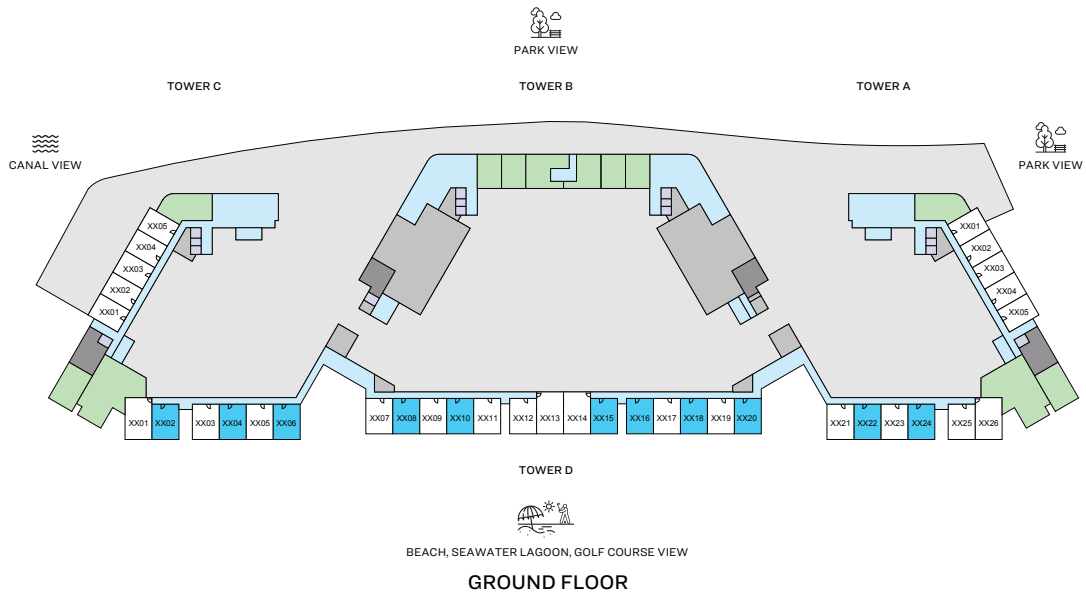 PARK VIEW
TOWER C
TOWER B
TOWER A
CANAL VIEW
PARK VIEW
XX05
XX04
XX03
XX02
XX01
XX01
XX02
XX03
XX04
XX05
XX01
XX02
XX03
XX04
XX05
XX06
XX07
XX08
XX09
XX10
XX11
XX12
XX13
XX14
XX15
XX16
XX17
XX18
XX19
XX20
XX21
XX22
XX23
XX24
XX25
XX26
TOWER D
BEACH, SEAWATER LAGOON, GOLF COURSE VIEW
GROUND FLOOR